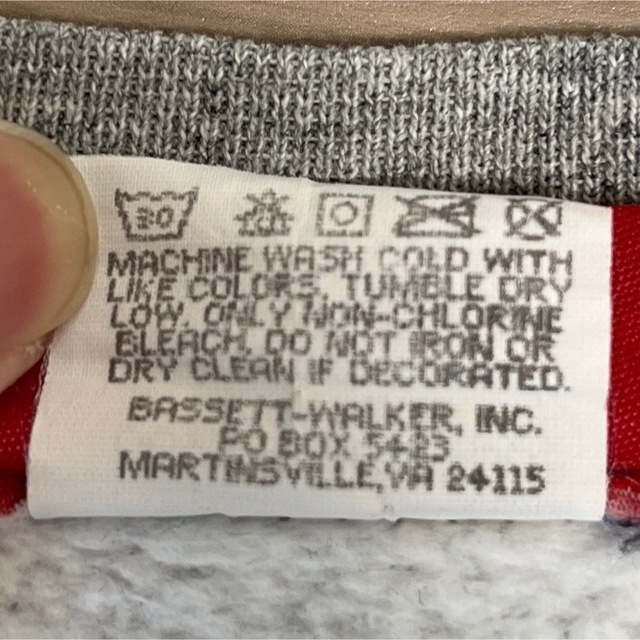 30
MACHINE WASH COLD WITH
LIKE COLORS. TUMBLE DRY
LOW. ONLY NON-CHLORINE
BLEACH. DO NOT IRON OR
DRY CLEAN IF DECORATED.
BASSETT-WALKER, INC.
PO BOX 5423
MARTINSVILLE, VA 24115